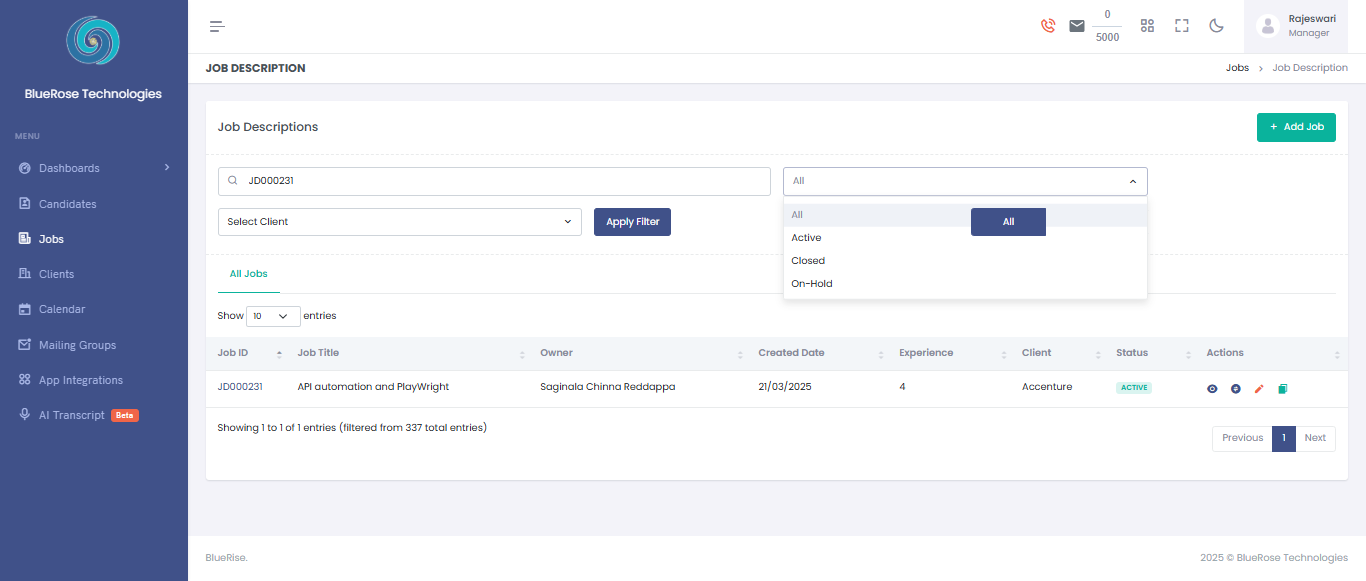 BlueRose Technologies
MENU
Dashboards
Candidates
Jobs
Clients
Calendar
Mailing Groups
App Integrations
AI Transcript Beta
0
5000
Rajeswari
Manager
JOB DESCRIPTION
Jobs > Job Description
Job Descriptions
+ Add Job
JD000231
All
Select Client
Apply Filter
All
All
Active
Closed
On-Hold
All Jobs
Show 10 entries
Job ID Job Title Owner Created Date Experience Client Status Actions
JD000231 API automation and PlayWright Saginala Chinna Reddappa 21/03/2025 4 Accenture ACTIVE
Showing 1 to 1 of 1 entries (filtered from 337 total entries)
Previous 1 Next
BlueRise.
2025 © BlueRose Technologies